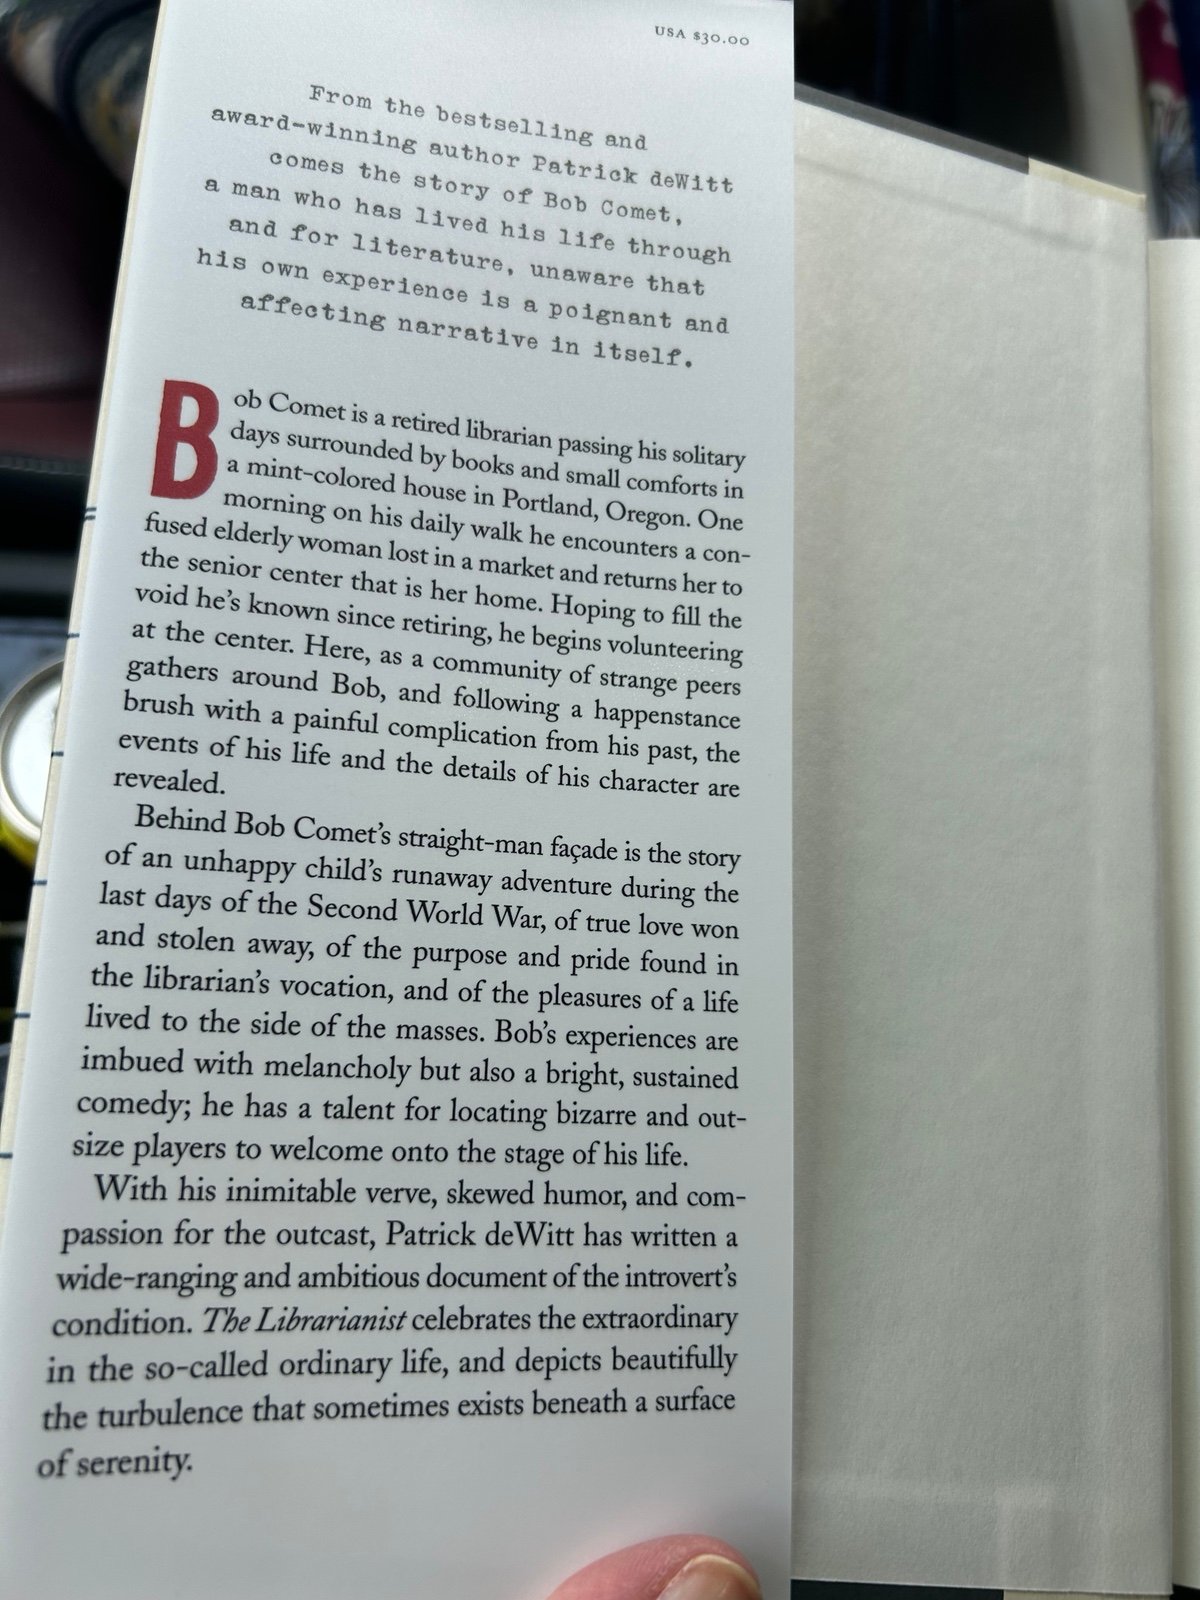 USA $30.00
From the bestselling and
award-winning author Patrick deWitt
comes the story of Bob Comet,
a man who has lived his life through
and for literature, unaware that
his own experience is a poignant and
affecting narrative in itself.
Bob Comet is a retired librarian passing his solitary
days surrounded by books and small comforts in
a mint-colored house in Portland, Oregon. One
morning on his daily walk he encounters a con-
fused elderly woman lost in a market and returns her to
the senior center that is her home. Hoping to fill the
void he's known since retiring, he begins volunteering
at the center. Here, as a community of strange peers
gathers around Bob, and following a happenstance
brush with a painful complication from his past, the
events of his life and the details of his character are
revealed.
Behind Bob Comet's straight-man façade is the story
of an unhappy child's runaway adventure during the
last days of the Second World War, of true love won
and stolen away, of the purpose and pride found in
the librarian's vocation, and of the pleasures of a life
lived to the side of the masses. Bob's experiences are
imbued with melancholy but also a bright, sustained
comedy; he has a talent for locating bizarre and out-
size players to welcome onto the stage of his life.
With his inimitable verve, skewed humor, and com-
passion for the outcast, Patrick deWitt has written a
wide-ranging and ambitious document of the introvert's
condition. The Librarianist celebrates the extraordinary
in the so-called ordinary life, and depicts beautifully
the turbulence that sometimes exists beneath a surface
of serenity.